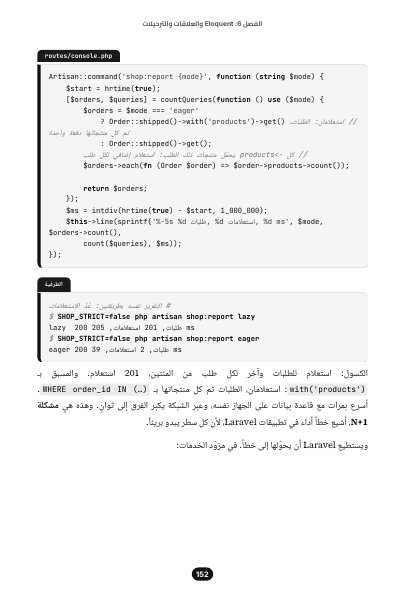 الفصل 6: Eloquent والعلاقات والترحيلات
routes/console.php
Artisan::command('shop:report {mode}', function (string $mode) {
    $start = hrtime(true);
    [$orders, $queries] = countQueries(function () use ($mode) {
        $orders = $mode === 'eager'
            ? Order::shipped()->with('products')->get() // استعلامان: الطلبات،
ثم كل منتجاتها دفعة واحدة
            : Order::shipped()->get();
        // كل ->products يحمّل منتجات ذلك الطلب: استعلام إضافي لكل طلب
        $orders->each(fn (Order $order) => $order->products->count());

        return $orders;
    });
    $ms = intdiv(hrtime(true) - $start, 1_000_000);
    $this->line(sprintf('%-5s %d طلبات، %d استعلامات، %d ms', $mode,
$orders->count(),
        count($queries), $ms));
});
الطرفية
# التقرير نفسه بطريقتين: عُدّ الاستعلامات
$ SHOP_STRICT=false php artisan shop:report lazy
lazy  200 طلبات، 201 استعلامات، 205 ms
$ SHOP_STRICT=false php artisan shop:report eager
eager 200 طلبات، 2 استعلامات، 39 ms
الكسول: استعلام للطلبات وآخر لكل طلب من المئتين، 201 استعلام. والمسبق بـ
with('products'): استعلامان، الطلبات ثم كل منتجاتها بـ WHERE order_id IN (…).
أسرع بمرات مع قاعدة بيانات على الجهاز نفسه، وعبر الشبكة يكبر الفرق إلى ثوانٍ. وهذه هي مشكلة
N+1، أشيع خطأ أداء في تطبيقات Laravel، لأن كل سطر يبدو بريئاً.
ويستطيع Laravel أن يحوّلها إلى خطأ. في مزوّد الخدمات:
152